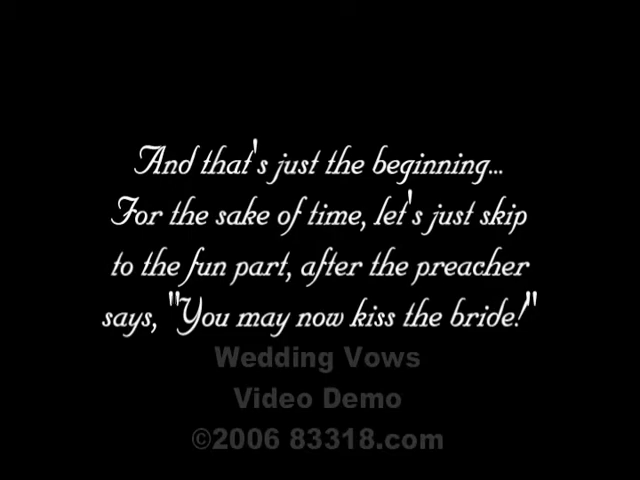 And that's just the beginning...
For the sake of time, let's just skip
to the fun part, after the preacher
says, "You may now kiss the bride!"
Wedding Vows
Video Demo
©2006 83318.com